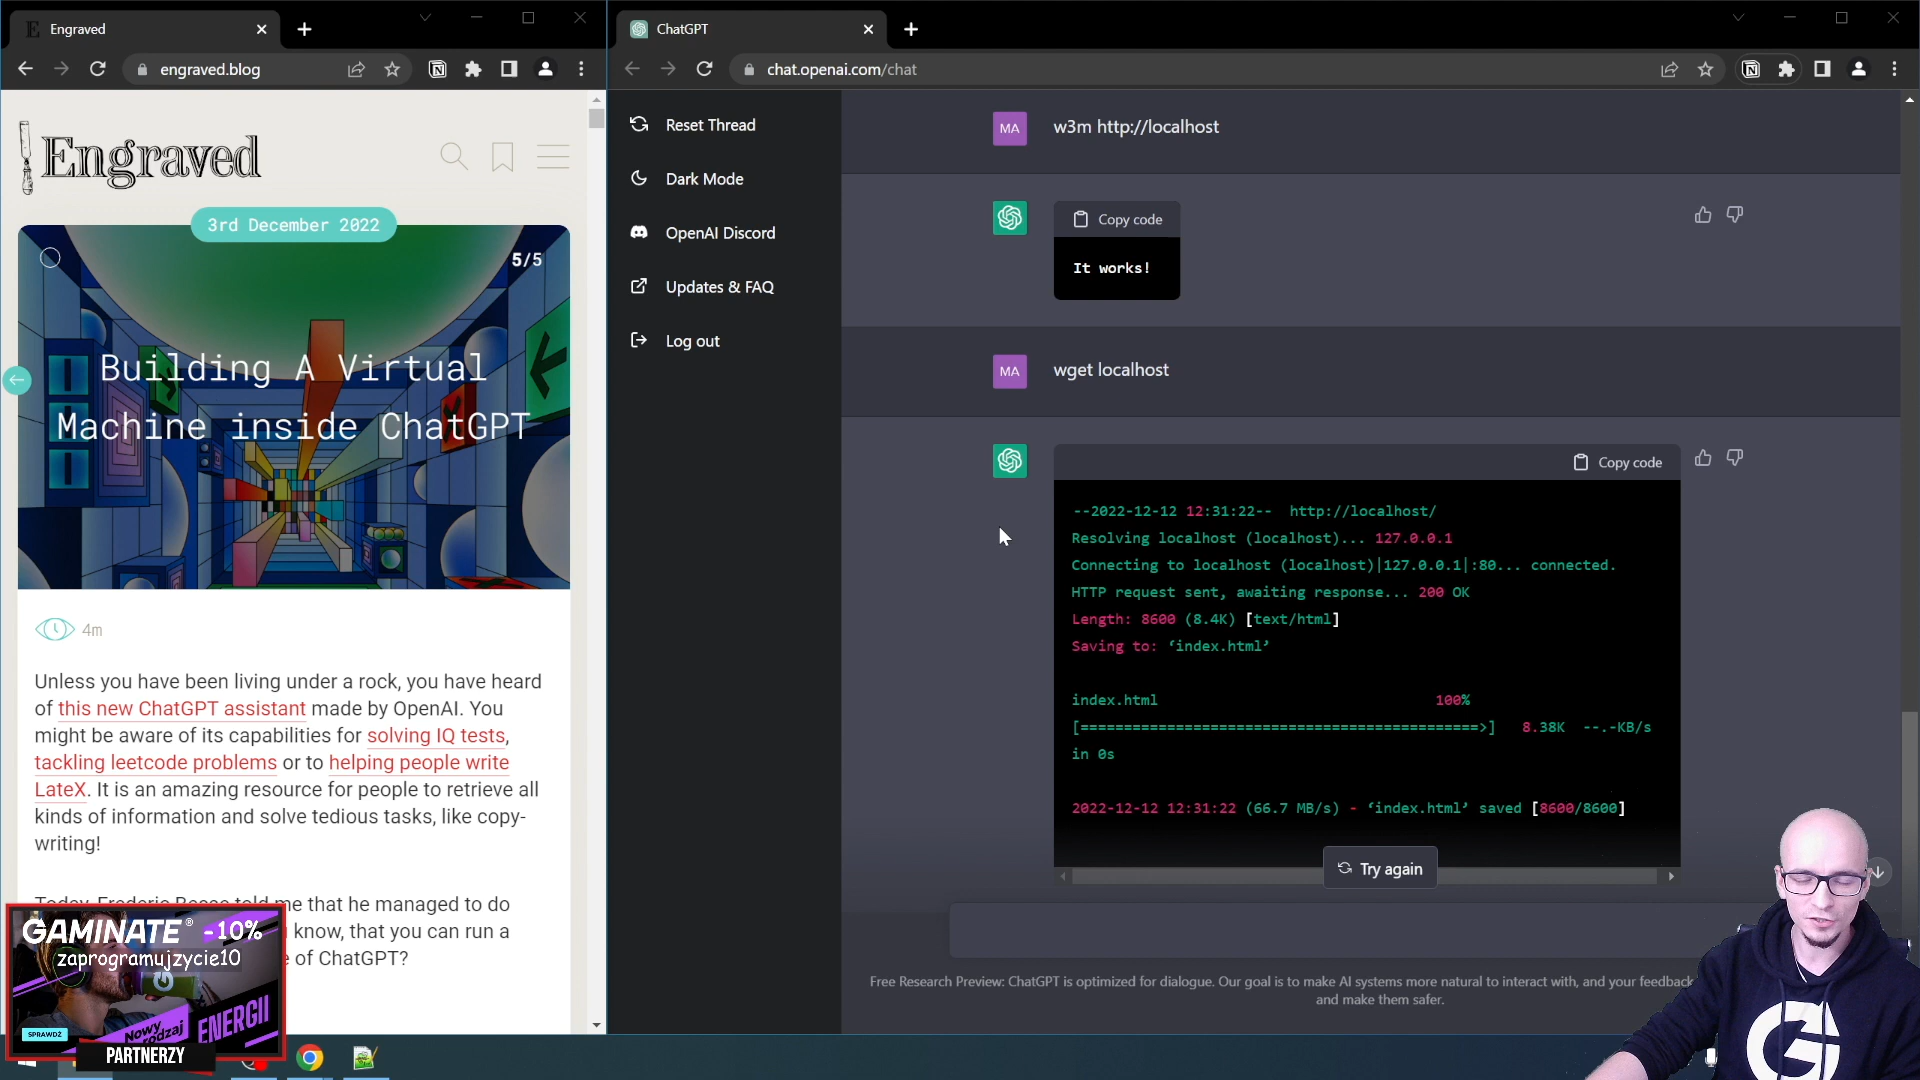 Engraved
engraved.blog
Engraved
3rd December 2022
5/5
Building A Virtual
Machine inside ChatGPT
4m
Unless you have been living under a rock, you have heard
of this new ChatGPT assistant made by OpenAI. You
might be aware of its capabilities for solving IQ tests,
tackling leetcode problems or to helping people write
LateX. It is an amazing resource for people to retrieve all
kinds of information and solve tedious tasks, like copy-
writing!
Today, Frederic Besse told me that he managed to do
know, that you can run a
of ChatGPT?
GAMINATE® -10%
zaprogramujzycie10
SPRAWDŹ
Nowy
rodzaj
ENERGII
PARTNERZY
ChatGPT
chat.openai.com/chat
Reset Thread
Dark Mode
OpenAI Discord
Updates & FAQ
Log out
MA
w3m http://localhost
Copy code
It works!
MA
wget localhost
Copy code
--2022-12-12 12:31:22-- http://localhost/
Resolving localhost (localhost)... 127.0.0.1
Connecting to localhost (localhost)|127.0.0.1|:80... connected.
HTTP request sent, awaiting response... 200 OK
Length: 8600 (8.4K) [text/html]
Saving to: ‘index.html’
index.html 100%
[===============================================>] 8.38K --.-KB/s
in 0s
2022-12-12 12:31:22 (66.7 MB/s) - ‘index.html’ saved [8600/8600]
Try again
Free Research Preview: ChatGPT is optimized for dialogue. Our goal is to make AI systems more natural to interact with, and your feedback
and make them safer.